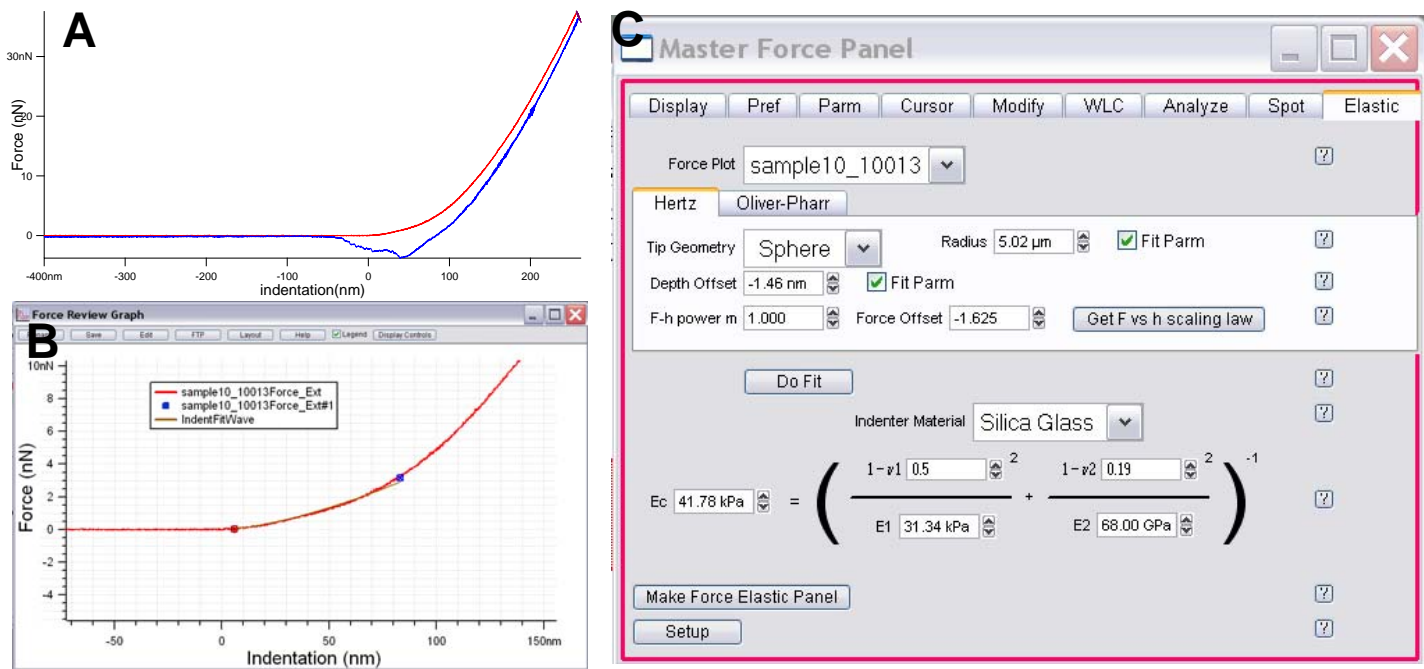 A
30nN
20
10
0
Force (nN)
-400nm -300 -200 -100 0 100 200
indentation(nm)
B
Force Review Graph
Save Edit FTP Layout Help Legend Display Controls
10nN
8
6
4
2
0
-2
-4
Force (nN)
sample10_10013Force_Ext
sample10_10013Force_Ext#1
IndentFitWave
-50 0 50 100 150nm
Indentation (nm)
C
Master Force Panel
Display Pref Parm Cursor Modify WLC Analyze Spot Elastic
Force Plot sample10_10013 ?
Hertz Oliver-Pharr
Tip Geometry Sphere Radius 5.02 µm Fit Parm ?
Depth Offset -1.46 nm Fit Parm ?
F-h power m 1.000 Force Offset -1.625 Get F vs h scaling law ?
Do Fit ?
Indenter Material Silica Glass ?
1-ν1 0.5 2 1-ν2 0.19 2 -1
Ec 41.78 kPa = ( + ) ?
E1 31.34 kPa E2 68.00 GPa
Make Force Elastic Panel ?
Setup ?